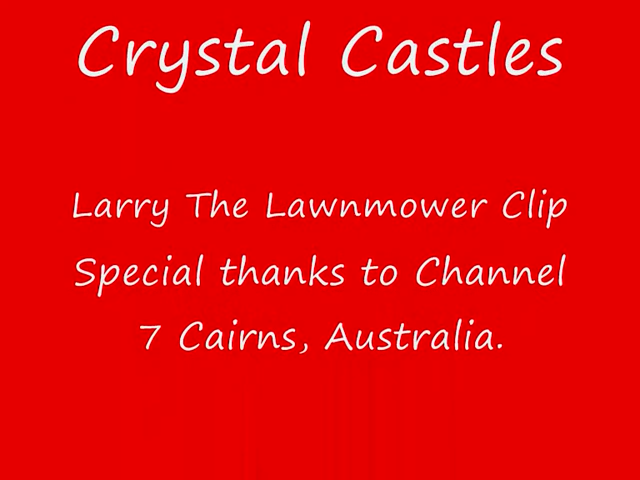 Crystal Castles
Larry The Lawnmower Clip
Special thanks to Channel
7 Cairns, Australia.